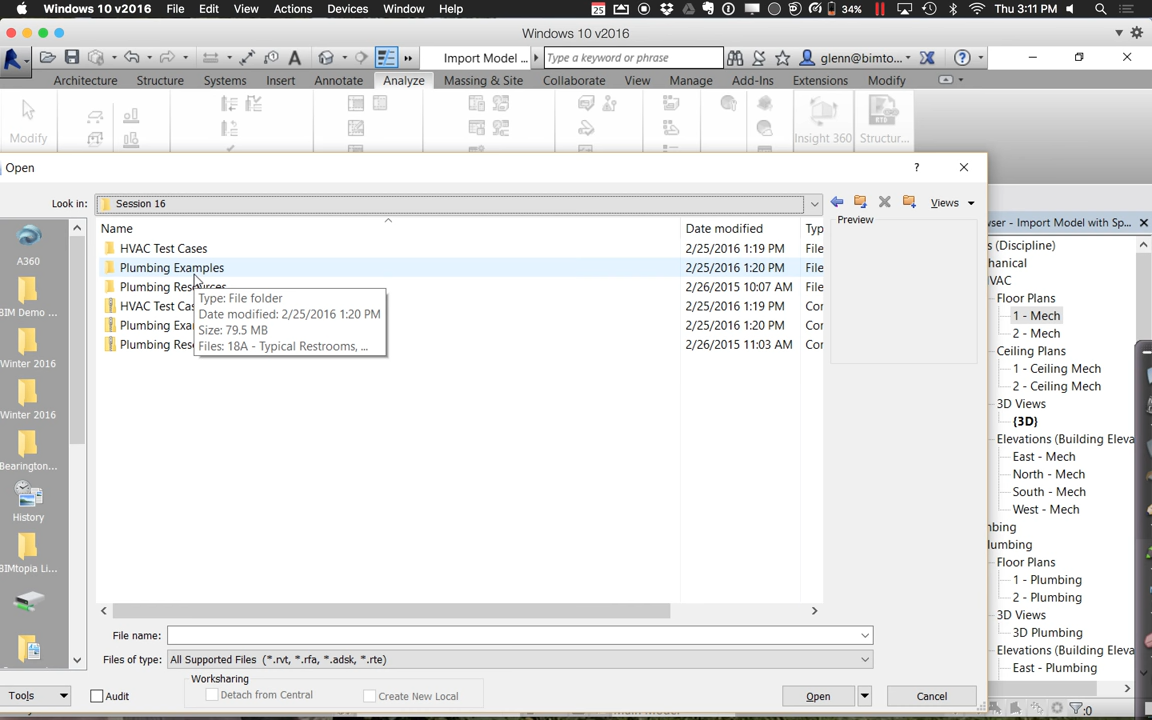 Windows 10 v2016 File Edit View Actions Devices Window Help 25 34% Thu 3:11 PM
Windows 10 v2016
Import Model ... Type a keyword or phrase glenn@bimto...
Architecture Structure Systems Insert Annotate Analyze Massing & Site Collaborate View Manage Add-Ins Extensions Modify
Modify Insight 360 Structur...
Open
Look in: Session 16 Views
Preview
Name Date modified Typ
HVAC Test Cases 2/25/2016 1:19 PM File
Plumbing Examples 2/25/2016 1:20 PM File
Plumbing Resources 2/26/2015 10:07 AM File
HVAC Test Cas 2/25/2016 1:19 PM Cor
Plumbing Exa 2/25/2016 1:20 PM Cor
Plumbing Res 2/26/2015 11:03 AM Cor
Type: File folder
Date modified: 2/25/2016 1:20 PM
Size: 79.5 MB
Files: 18A - Typical Restrooms, ...
A360
BIM Demo ...
Winter 2016
Winter 2016
Bearington...
History
BIMtopia Li...
File name:
Files of type: All Supported Files (*.rvt, *.rfa, *.adsk, *.rte)
Worksharing
Tools Audit Detach from Central Create New Local Open Cancel
wser - Import Model with Sp...
s (Discipline)
hanical
VAC
Floor Plans
1 - Mech
2 - Mech
Ceiling Plans
1 - Ceiling Mech
2 - Ceiling Mech
3D Views
{3D}
Elevations (Building Eleva
East - Mech
North - Mech
South - Mech
West - Mech
nbing
lumbing
Floor Plans
1 - Plumbing
2 - Plumbing
3D Views
3D Plumbing
Elevations (Building Eleva
East - Plumbing
:0